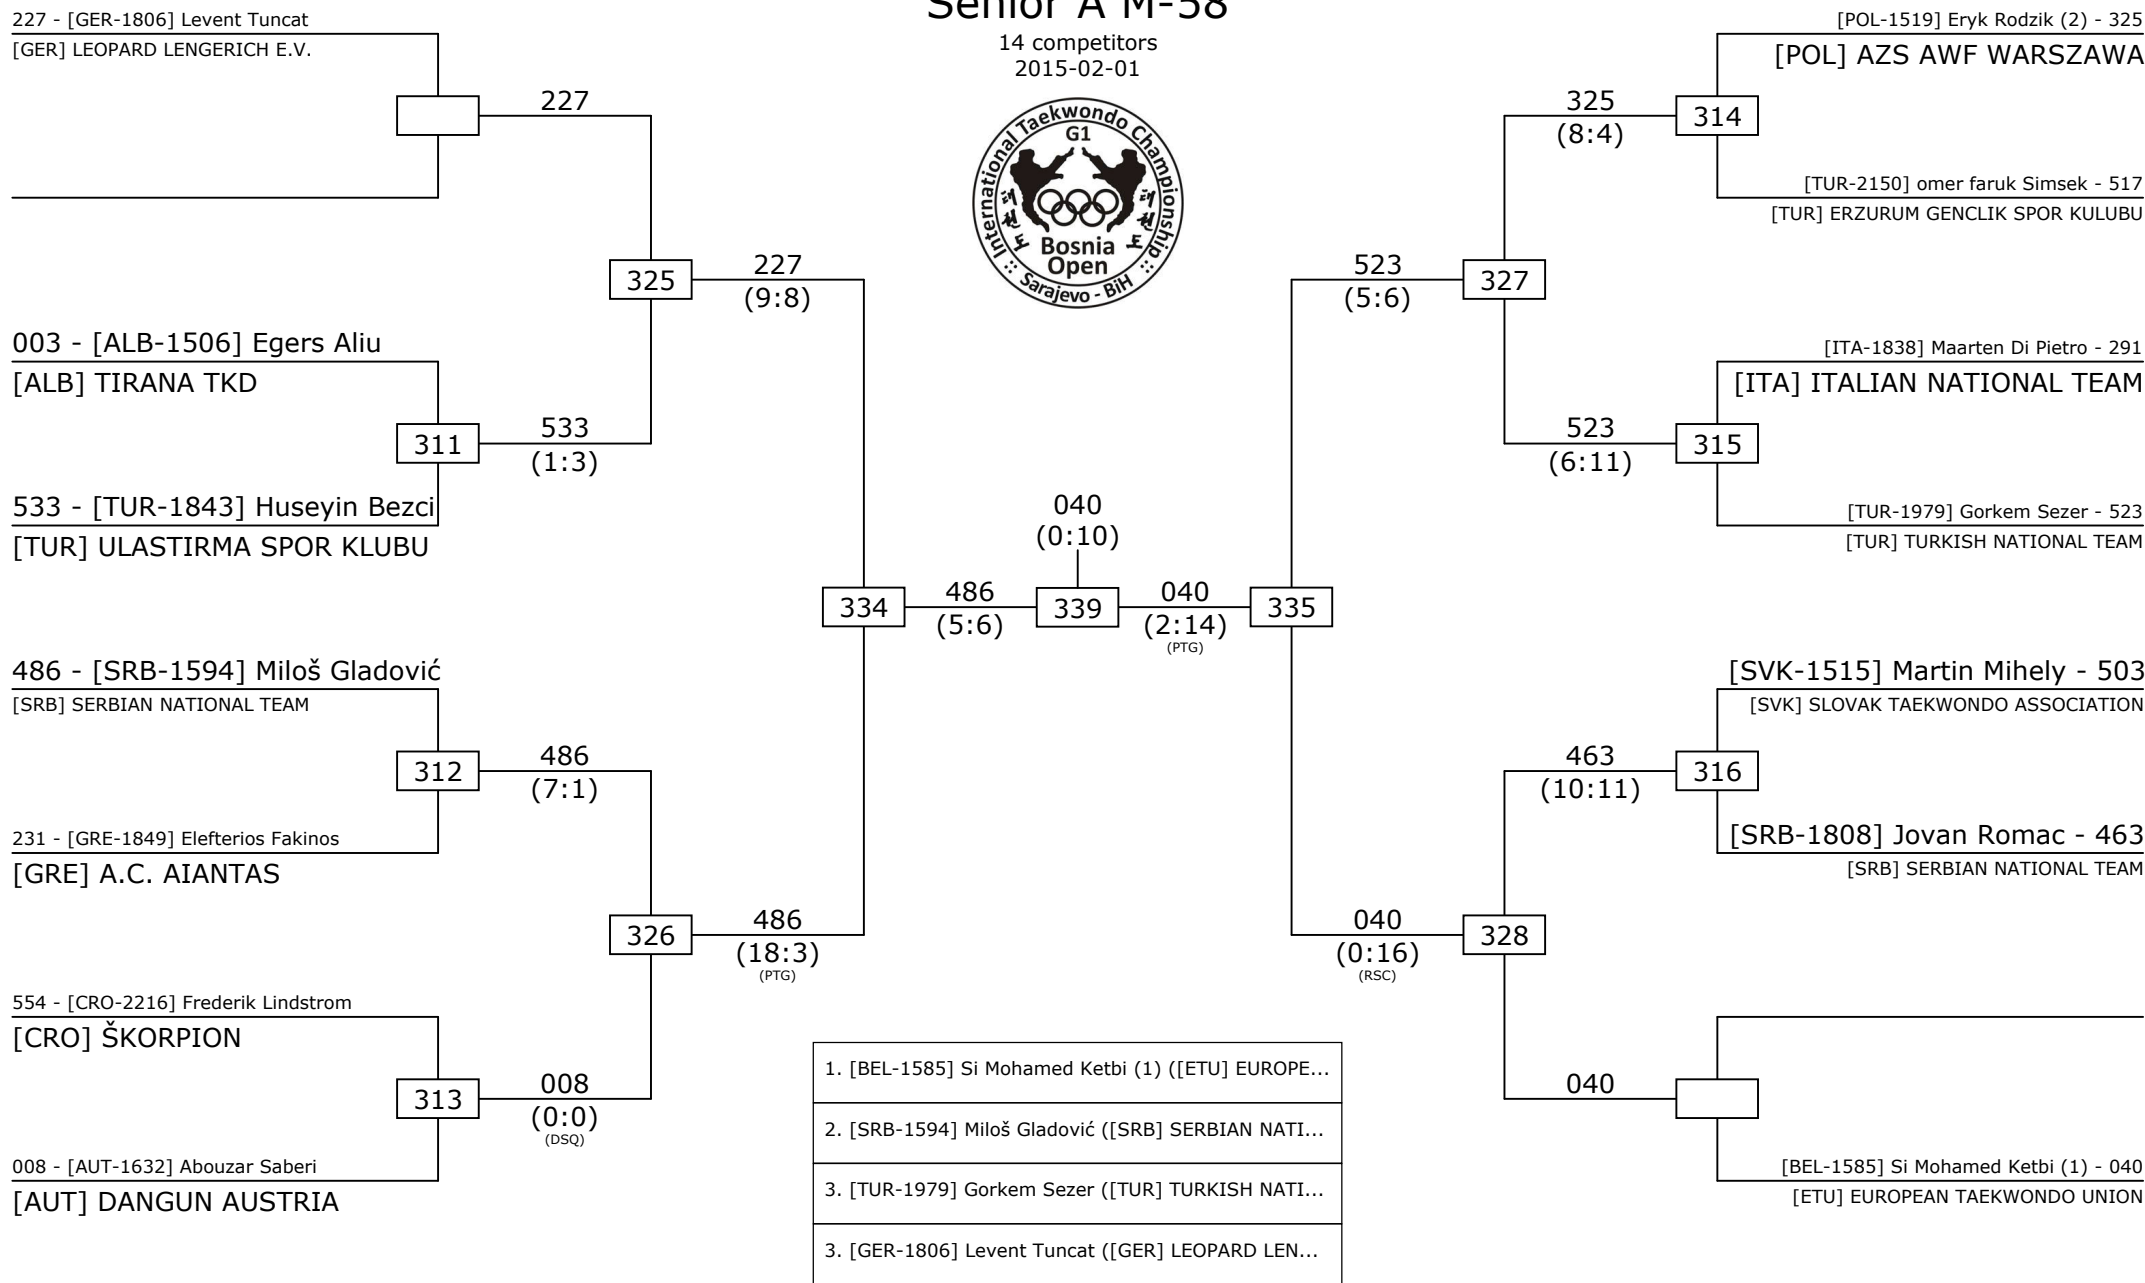 Senior A M-58
14 competitors
2015-02-01
International Taekwondo Championship
G1
Bosnia
Open
:: Sarajevo - BiH ::
227 - [GER-1806] Levent Tuncat
[GER] LEOPARD LENGERICH E.V.
227
325
227
(9:8)
003 - [ALB-1506] Egers Aliu
[ALB] TIRANA TKD
311
533
(1:3)
533 - [TUR-1843] Huseyin Bezci
[TUR] ULASTIRMA SPOR KLUBU
334
486
(5:6)
486 - [SRB-1594] Miloš Gladović
[SRB] SERBIAN NATIONAL TEAM
312
486
(7:1)
231 - [GRE-1849] Elefterios Fakinos
[GRE] A.C. AIANTAS
326
486
(18:3)
(PTG)
554 - [CRO-2216] Frederik Lindstrom
[CRO] ŠKORPION
313
008
(0:0)
(DSQ)
008 - [AUT-1632] Abouzar Saberi
[AUT] DANGUN AUSTRIA
040
(0:10)
339
[POL-1519] Eryk Rodzik (2) - 325
[POL] AZS AWF WARSZAWA
325
(8:4)
314
[TUR-2150] omer faruk Simsek - 517
[TUR] ERZURUM GENCLIK SPOR KULUBU
523
(5:6)
327
[ITA-1838] Maarten Di Pietro - 291
[ITA] ITALIAN NATIONAL TEAM
523
(6:11)
315
[TUR-1979] Gorkem Sezer - 523
[TUR] TURKISH NATIONAL TEAM
040
(2:14)
(PTG)
335
[SVK-1515] Martin Mihely - 503
[SVK] SLOVAK TAEKWONDO ASSOCIATION
463
(10:11)
316
[SRB-1808] Jovan Romac - 463
[SRB] SERBIAN NATIONAL TEAM
040
(0:16)
(RSC)
328
040
[BEL-1585] Si Mohamed Ketbi (1) - 040
[ETU] EUROPEAN TAEKWONDO UNION
1. [BEL-1585] Si Mohamed Ketbi (1) ([ETU] EUROPE...
2. [SRB-1594] Miloš Gladović ([SRB] SERBIAN NATI...
3. [TUR-1979] Gorkem Sezer ([TUR] TURKISH NATI...
3. [GER-1806] Levent Tuncat ([GER] LEOPARD LEN...